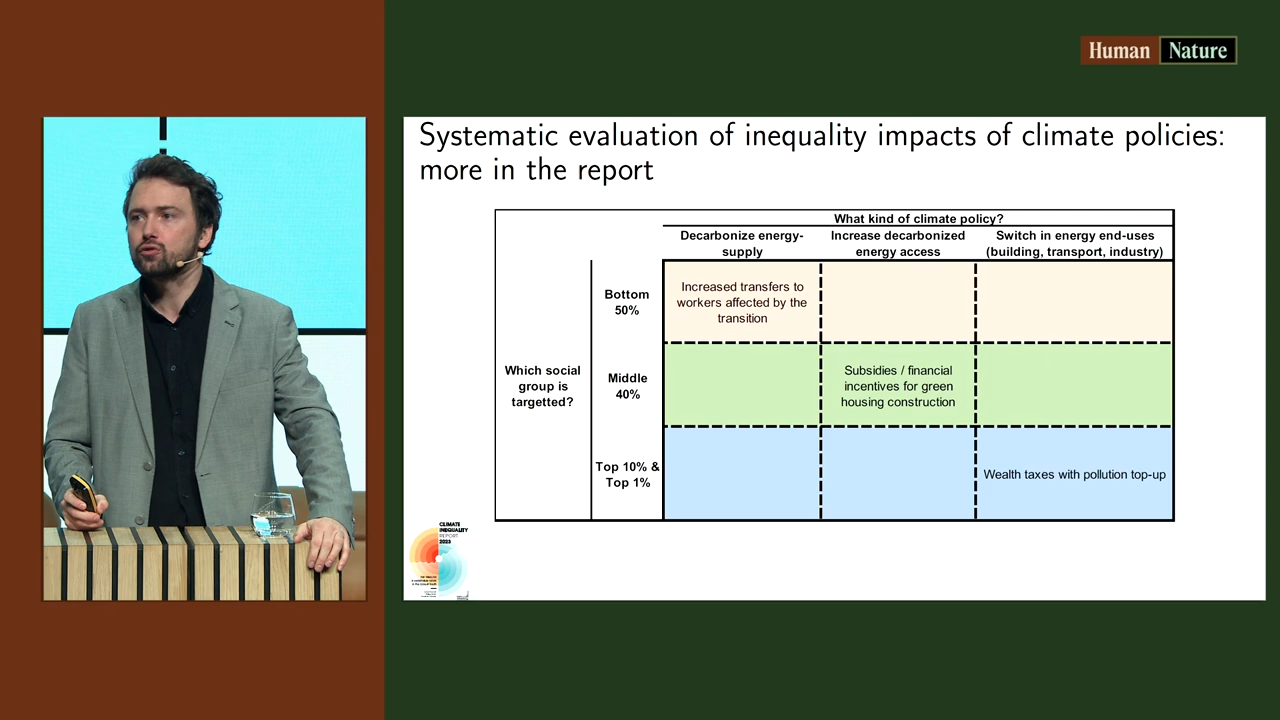 Human Nature
Systematic evaluation of inequality impacts of climate policies:
more in the report
What kind of climate policy?
Decarbonize energy-
supply
Increase decarbonized
energy access
Switch in energy end-uses
(building, transport, industry)
Which social
group is
targetted?
Bottom
50%
Increased transfers to
workers affected by the
transition
Middle
40%
Subsidies / financial
incentives for green
housing construction
Top 10% &
Top 1%
Wealth taxes with pollution top-up
CLIMATE
INEQUALITY
REPORT
2023